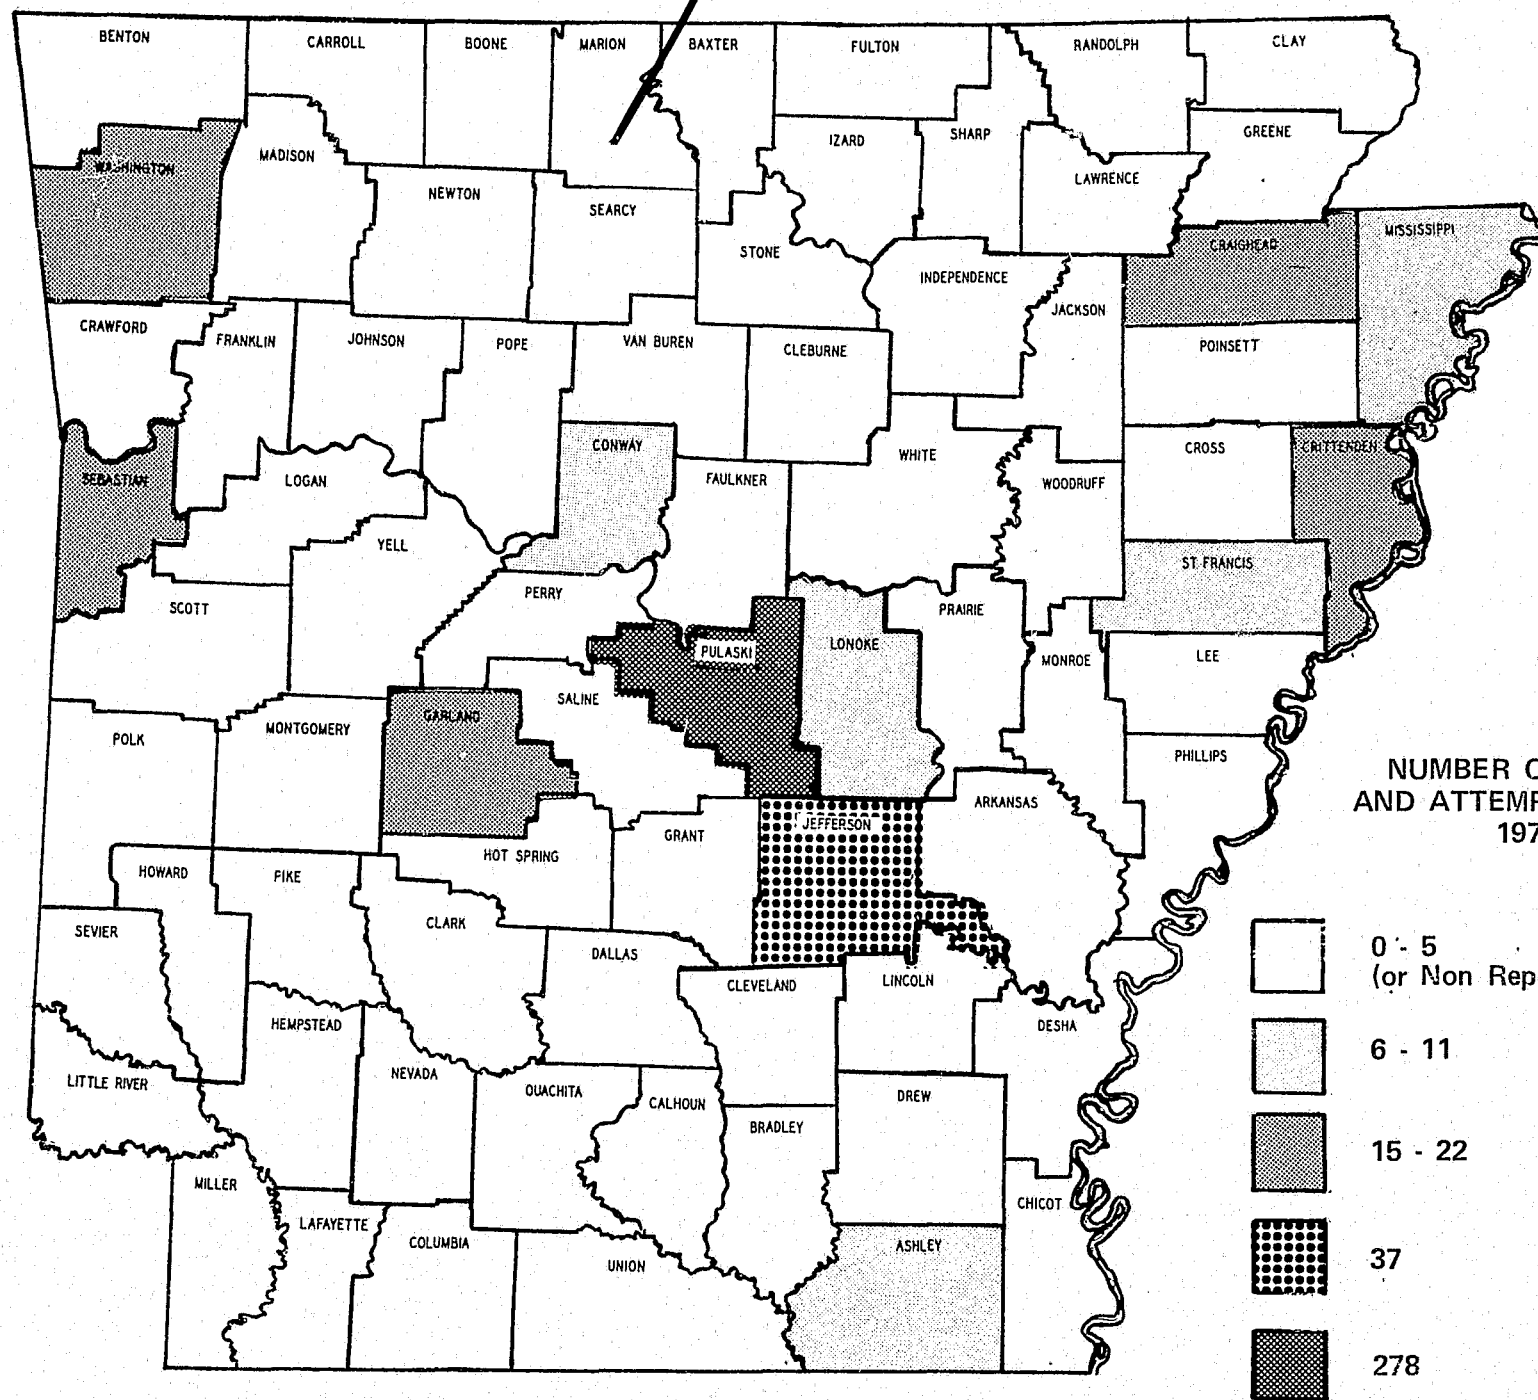 BENTON
CARROLL
BOONE
MARION
BAXTER
FULTON
RANDOLPH
CLAY
WASHINGTON
MADISON
NEWTON
SEARCY
IZARD
SHARP
LAWRENCE
GREENE
STONE
INDEPENDENCE
JACKSON
CRAIGHEAD
MISSISSIPPI
CRAWFORD
FRANKLIN
JOHNSON
POPE
VAN BUREN
CLEBURNE
POINSETT
SEBASTIAN
LOGAN
CONWAY
FAULKNER
WHITE
WOODRUFF
CROSS
CRITTENDEN
YELL
SCOTT
PERRY
PULASKI
LONOKE
PRAIRIE
MONROE
ST FRANCIS
LEE
POLK
MONTGOMERY
GARLAND
SALINE
PHILLIPS
HOWARD
PIKE
HOT SPRING
GRANT
JEFFERSON
ARKANSAS
SEVIER
CLARK
DALLAS
CLEVELAND
LINCOLN
DESHA
LITTLE RIVER
HEMPSTEAD
NEVADA
OUACHITA
CALHOUN
BRADLEY
DREW
MILLER
LAFAYETTE
COLUMBIA
UNION
ASHLEY
CHICOT
NUMBER
AND
197
0 - 5
(or Non Rep
6 - 11
15 - 22
37
278